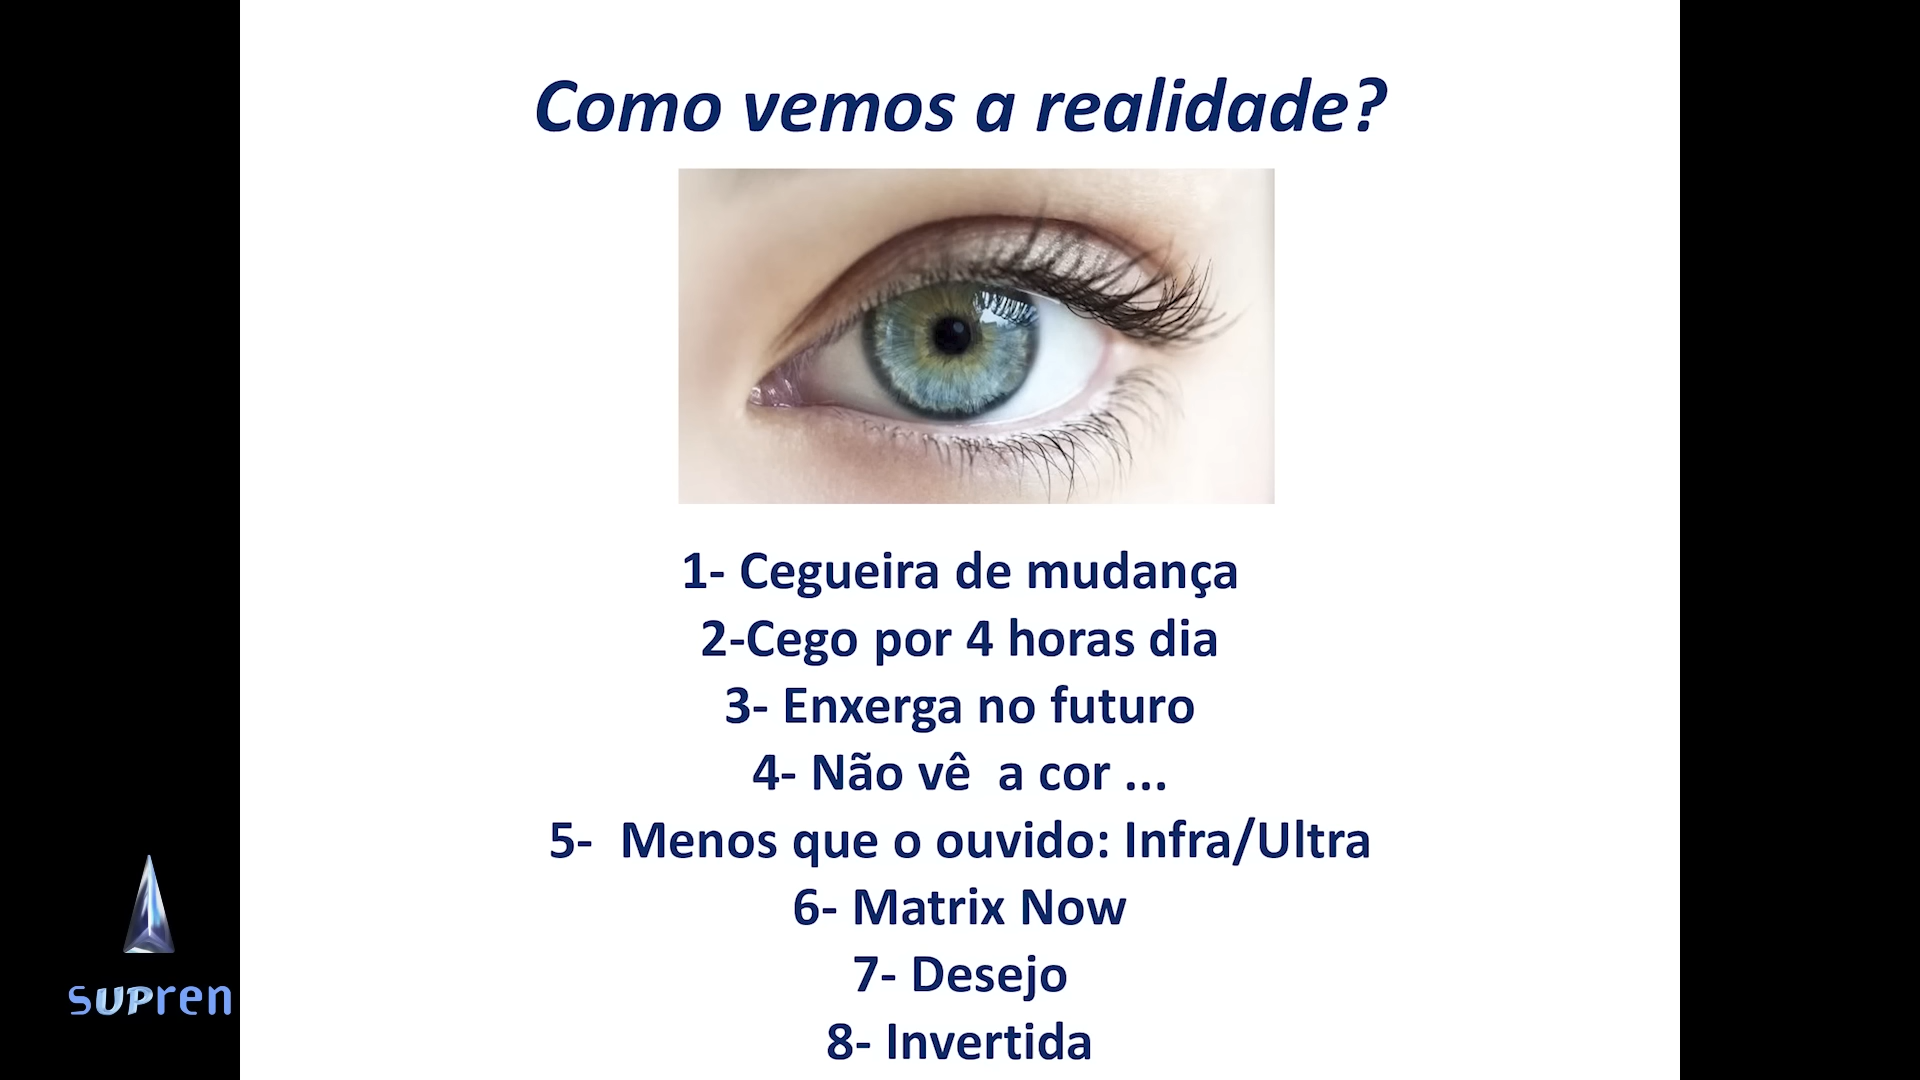 Como vemos a realidade?
1- Cegueira de mudança
2-Cego por 4 horas dia
3- Enxerga no futuro
4- Não vê  a cor ...
5-  Menos que o ouvido: Infra/Ultra
6- Matrix Now
7- Desejo
8- Invertida
sUPren